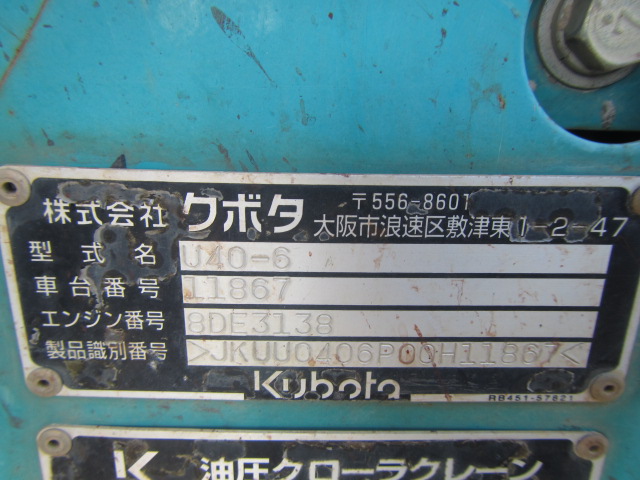 株式会社クボタ 〒556-8601
大阪市浪速区敷津東1-2-47
型式名 U40-6
車台番号 11867
エンジン番号 8DE3138
製品識別番号 >JKUU0406P00H11867<
Kubota
RB451-57821
K 油圧クローラクレーン